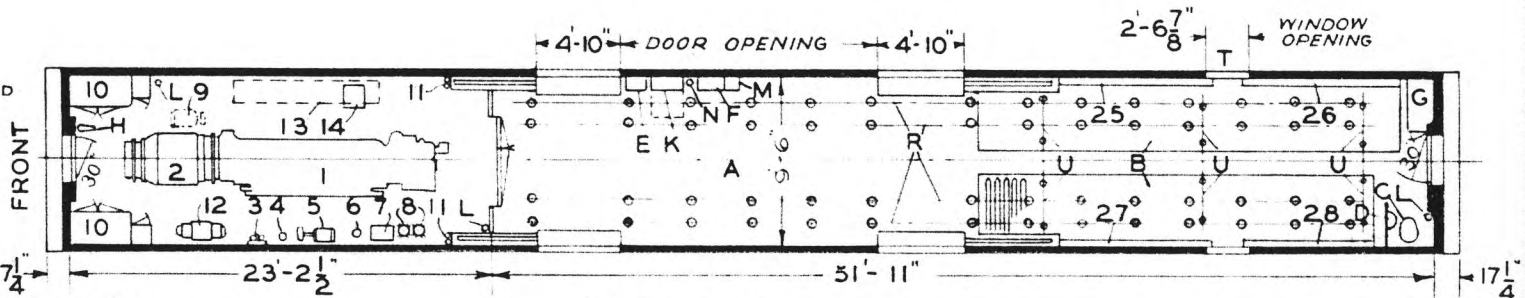 4'-10" DOOR OPENING 4'-10" 2'-6 7/8" WINDOW OPENING
T
D
FRONT
10 L 9 11 M G
H 13 14 N F 25 26
E K
30" 2 1 A 9'-6" R U B U U 30"
12 3 4 5 6 7 8 11 L C L
10 27 28 D
7 1/4" 23'-2 1/2" 51'-11" 17 1/4"